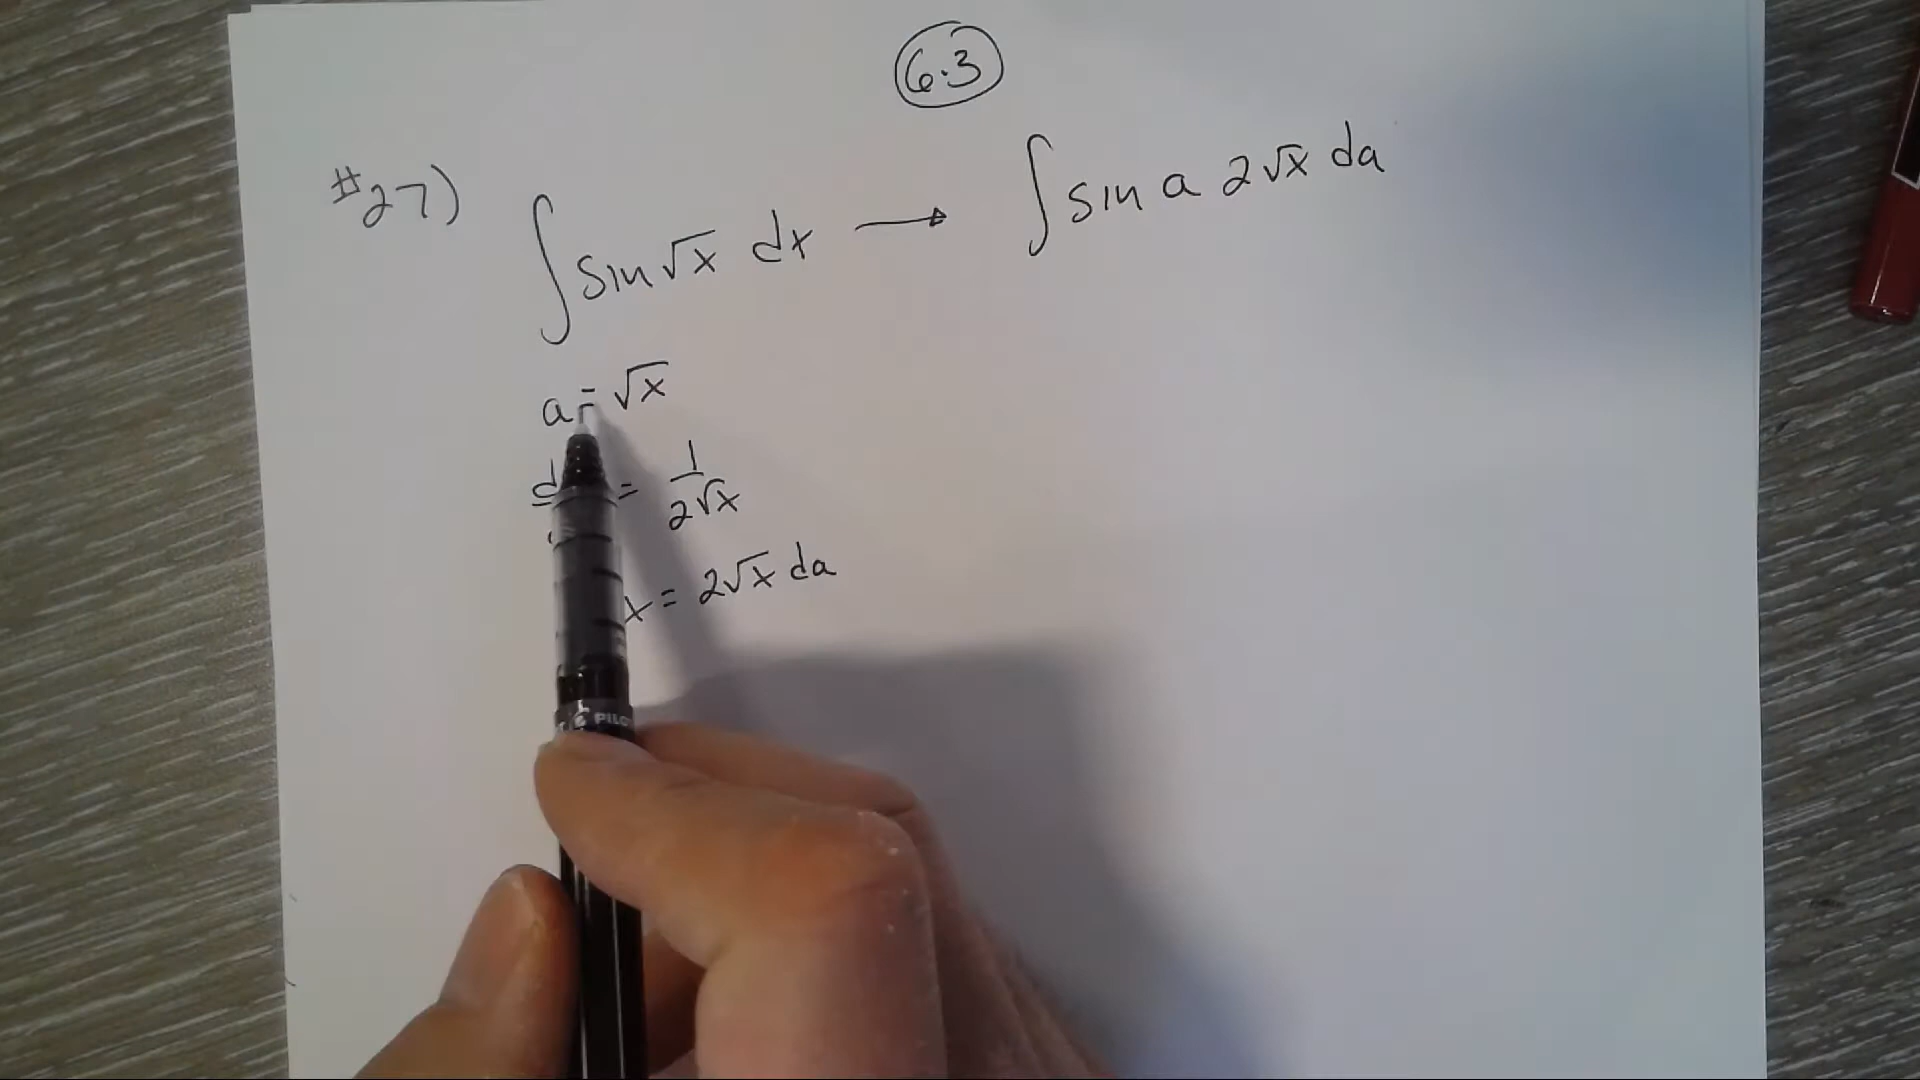 6.3
#27) ∫ sin √x dx → ∫ sin a 2√x da
a = √x
d = 1/(2√x)
x = 2√x da
PILOT